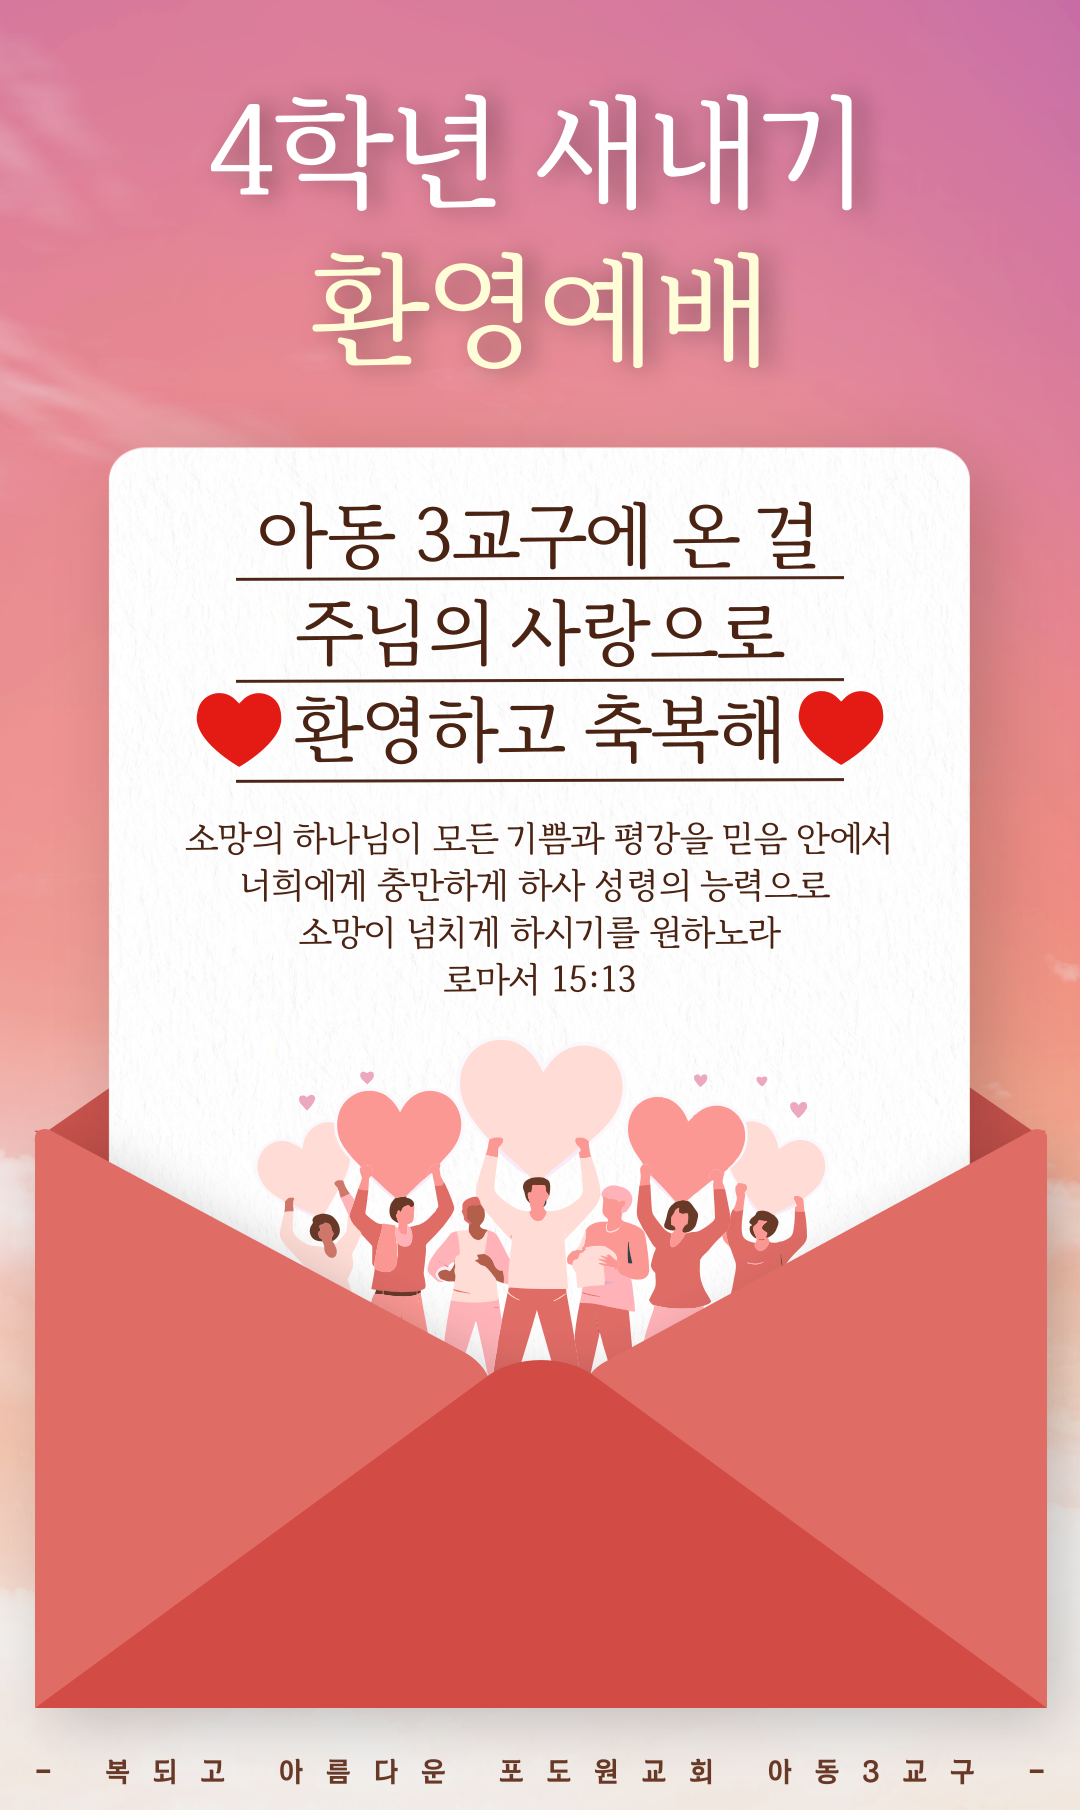 4학년 새내기
환영예배
아동 3교구에 온 걸
주님의 사랑으로
환영하고 축복해
소망의 하나님이 모든 기쁨과 평강을 믿음 안에서
너희에게 충만하게 하사 성령의 능력으로
소망이 넘치게 하시기를 원하노라
로마서 15:13
- 복되고 아름다운 포도원교회 아동3교구 -